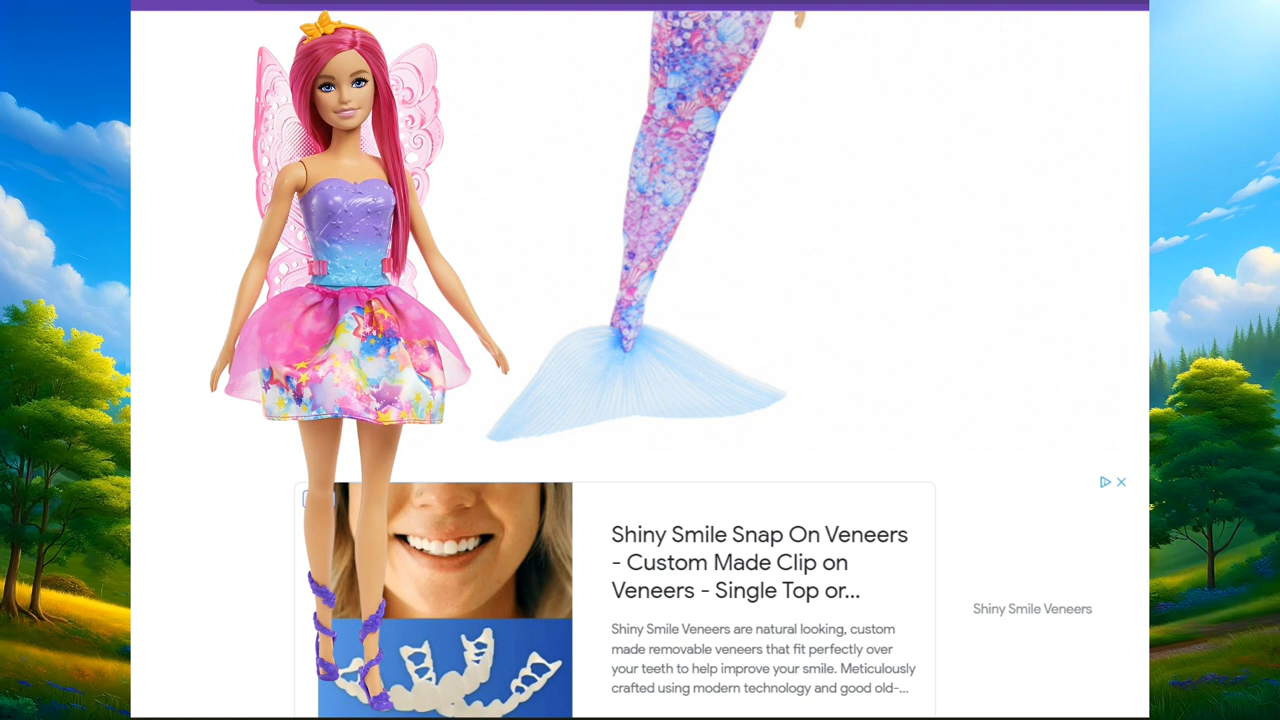 Shiny Smile Snap On Veneers
- Custom Made Clip on
Veneers - Single Top or...
Shiny Smile Veneers are natural looking, custom
made removable veneers that fit perfectly over
your teeth to help improve your smile. Meticulously
crafted using modern technology and good old-...
Shiny Smile Veneers